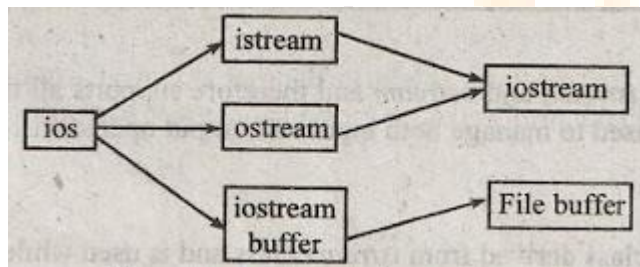 istream
iostream
ios
ostream
iostream
buffer
File buffer